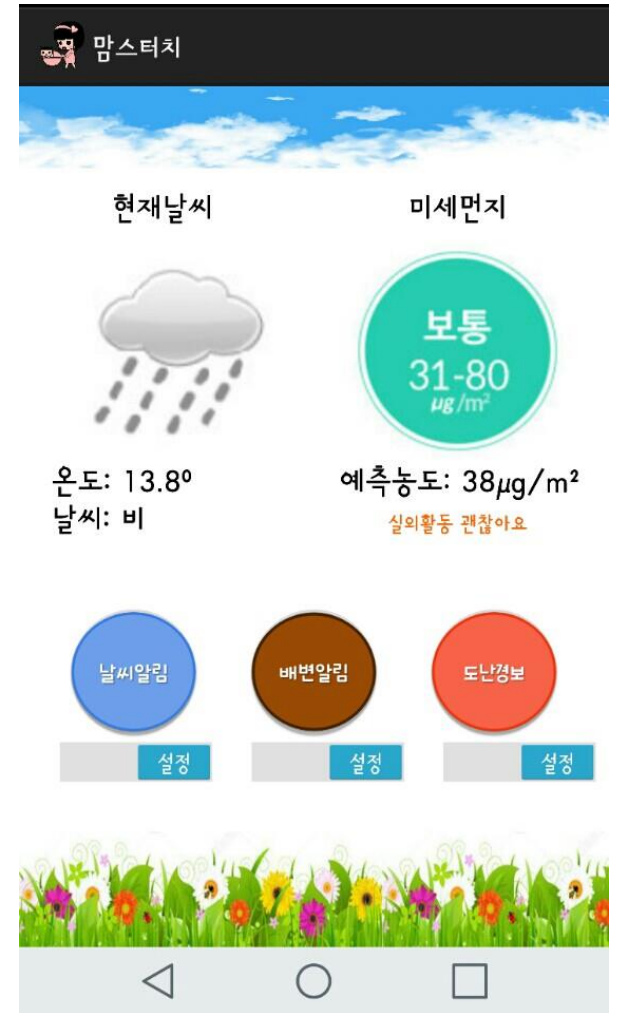 맘스터치
현재날씨
미세먼지
보통
31-80
μg/m²
온도: 13.8º
날씨: 비
예측농도: 38μg/m²
실외활동 괜찮아요
날씨알림
배변알림
도난경보
설정
설정
설정